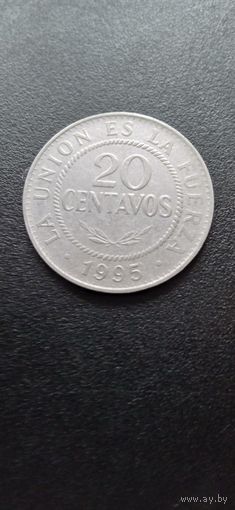 LA UNION ES LA FUERZA
20
CENTAVOS
1995
www.ay.by